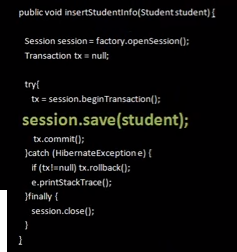 public void insertStudentInfo(Student student) {
Session session = factory.openSession();
Transaction tx = null;
try{
tx = session.beginTransaction();
session.save(student);
tx.commit();
}catch (HibernateException e) {
if (tx!=null) tx.rollback();
e.printStackTrace();
}finally {
session.close();
}
}